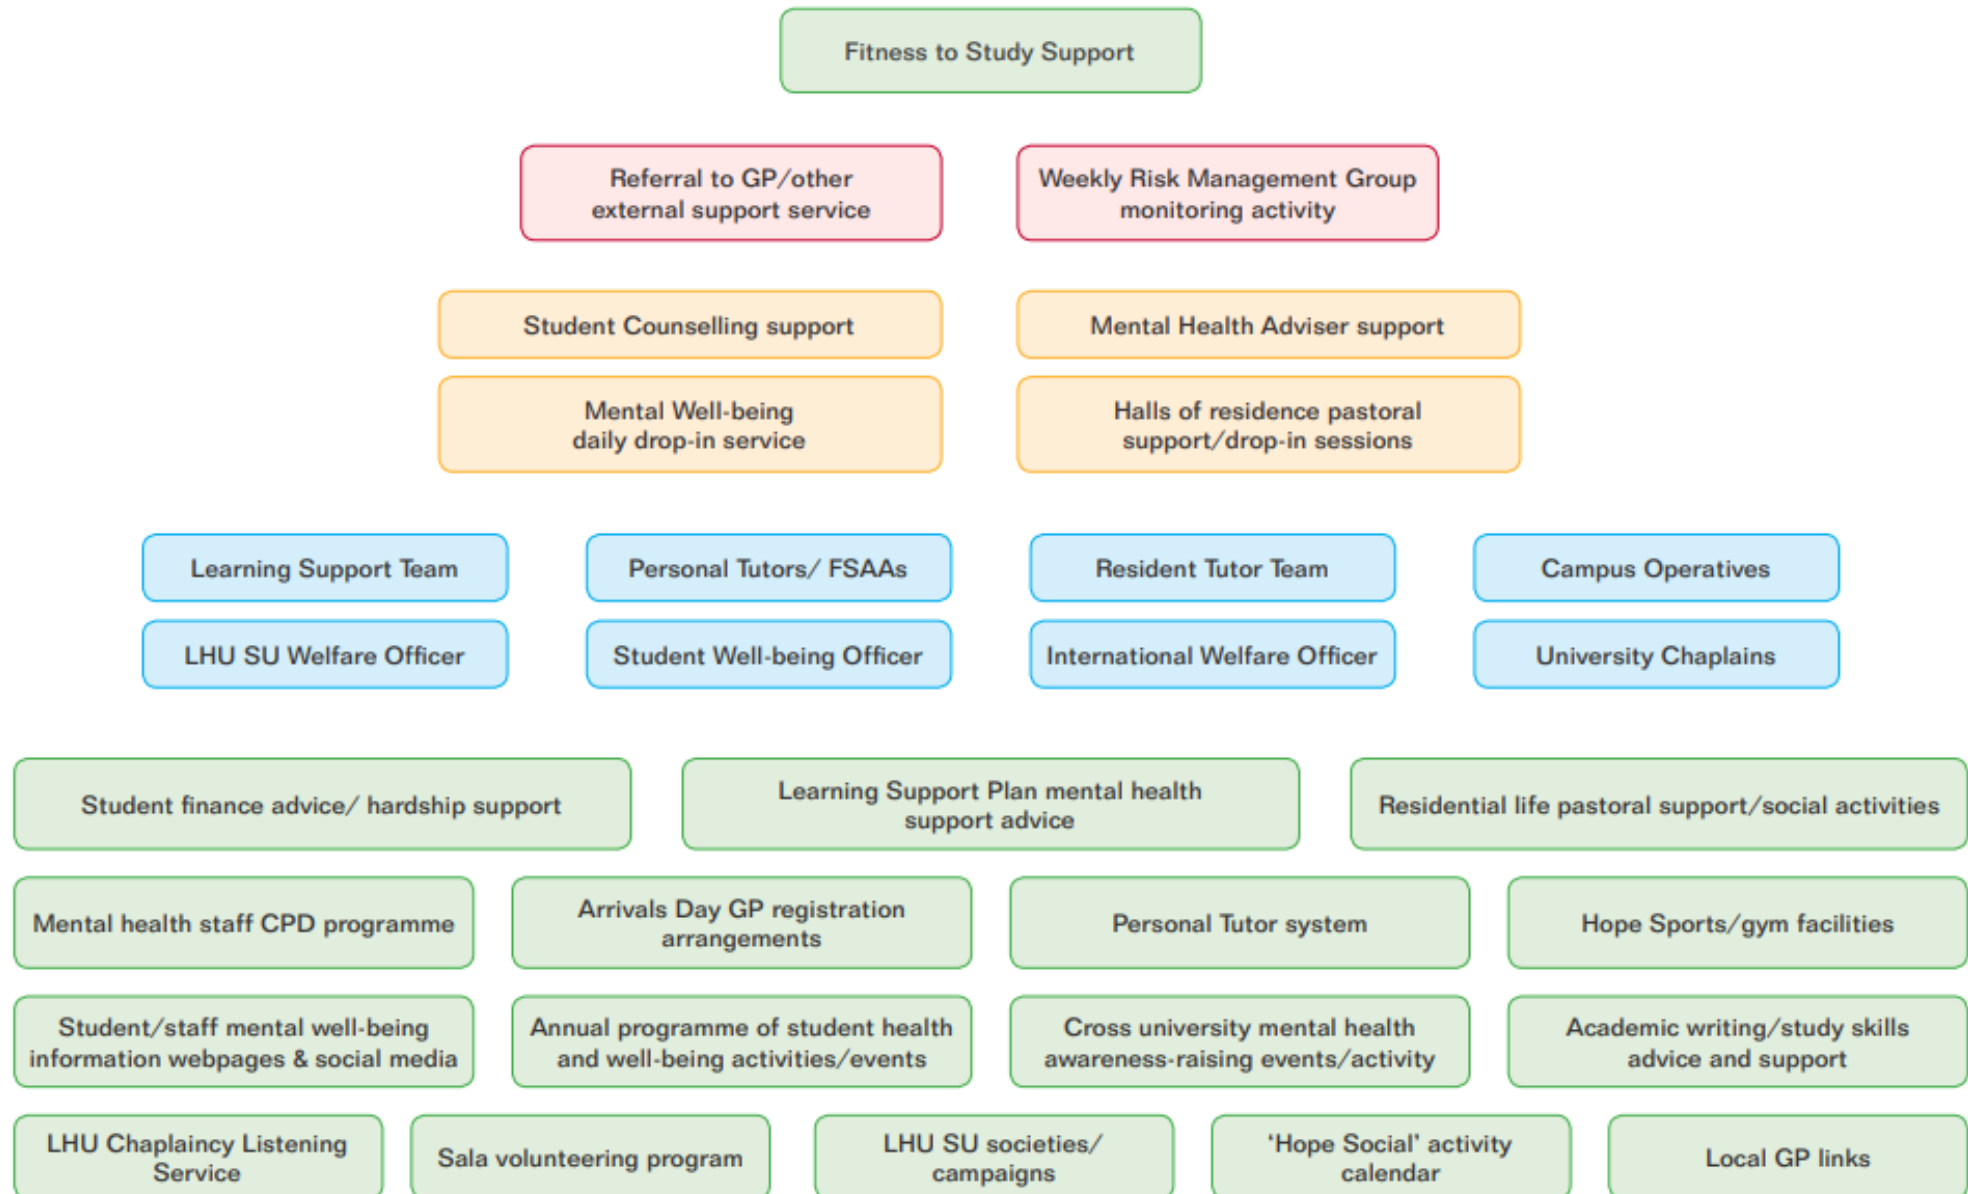 Fitness to Study Support
Referral to GP/other
external support service
Weekly Risk Management Group
monitoring activity
Student Counselling support
Mental Health Adviser support
Mental Well-being
daily drop-in service
Halls of residence pastoral
support/drop-in sessions
Learning Support Team
Personal Tutors/ FSAAs
Resident Tutor Team
Campus Operatives
LHU SU Welfare Officer
Student Well-being Officer
International Welfare Officer
University Chaplains
Student finance advice/ hardship support
Learning Support Plan mental health
support advice
Residential life pastoral support/social activities
Mental health staff CPD programme
Arrivals Day GP registration
arrangements
Personal Tutor system
Hope Sports/gym facilities
Student/staff mental well-being
information webpages & social media
Annual programme of student health
and well-being activities/events
Cross university mental health
awareness-raising events/activity
Academic writing/study skills
advice and support
LHU Chaplaincy Listening
Service
Sala volunteering program
LHU SU societies/
campaigns
‘Hope Social’ activity
calendar
Local GP links